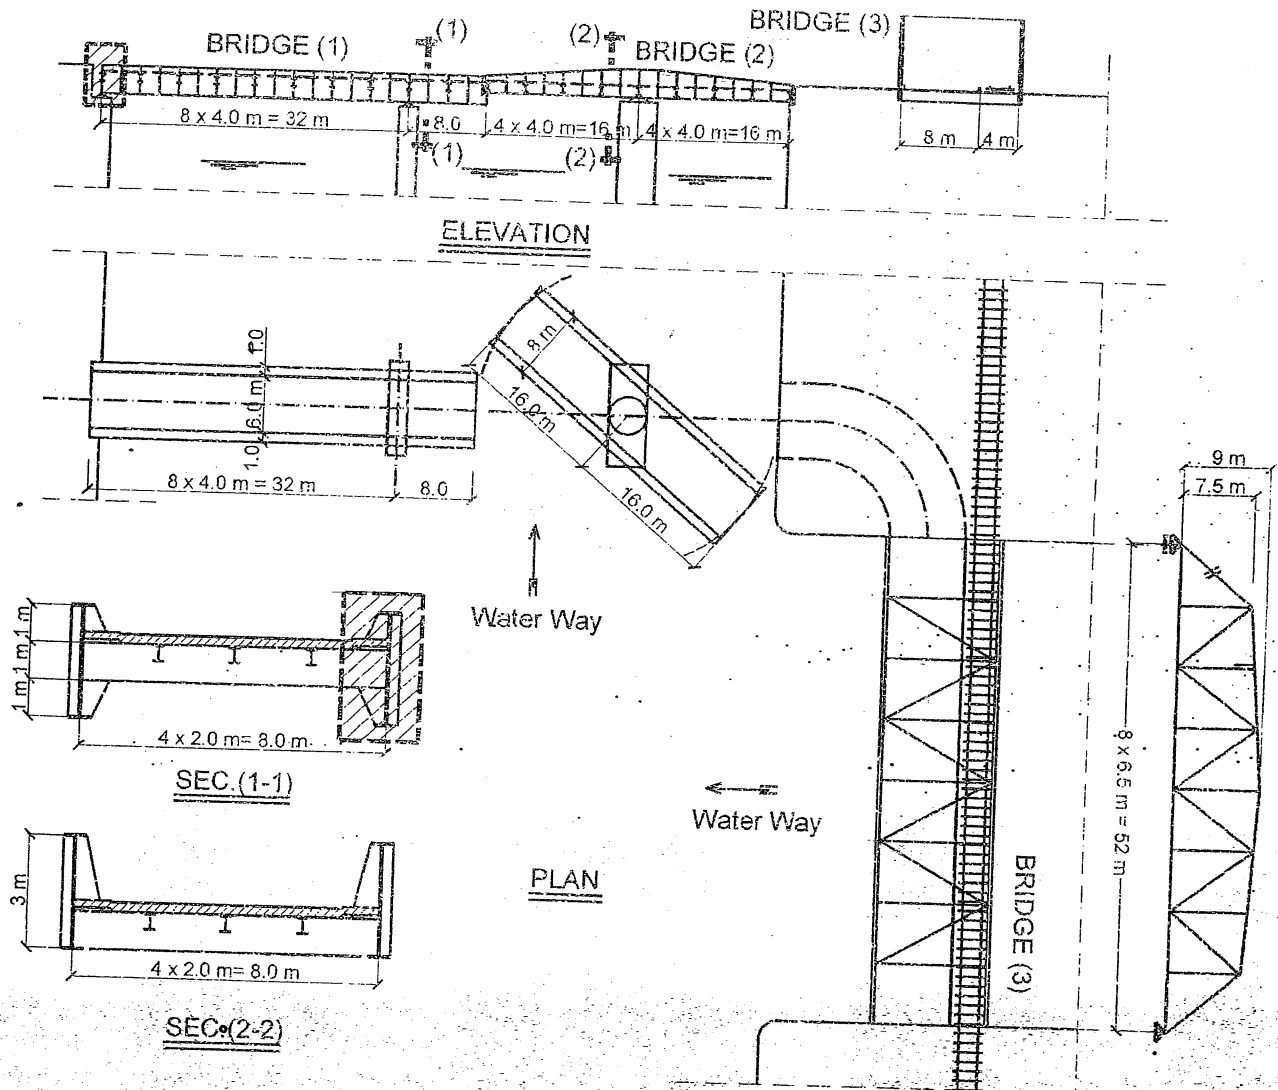 BRIDGE (1)
(1)
(2)
BRIDGE (2)
BRIDGE (3)
8 x 4.0 m = 32 m
8.0
4 x 4.0 m=16 m
4 x 4.0 m=16 m
8 m
4 m
(1)
(2)
ELEVATION
1.0
6.0 m
1.0
8 m
16.0 m
16.0 m
8 x 4.0 m = 32 m
8.0
9 m
7.5 m
Water Way
1 m
1 m
1 m
4 x 2.0 m= 8.0 m
SEC.(1-1)
Water Way
8 x 6.5 m = 52 m
BRIDGE (3)
PLAN
3 m
4 x 2.0 m= 8.0 m
SEC.(2-2)